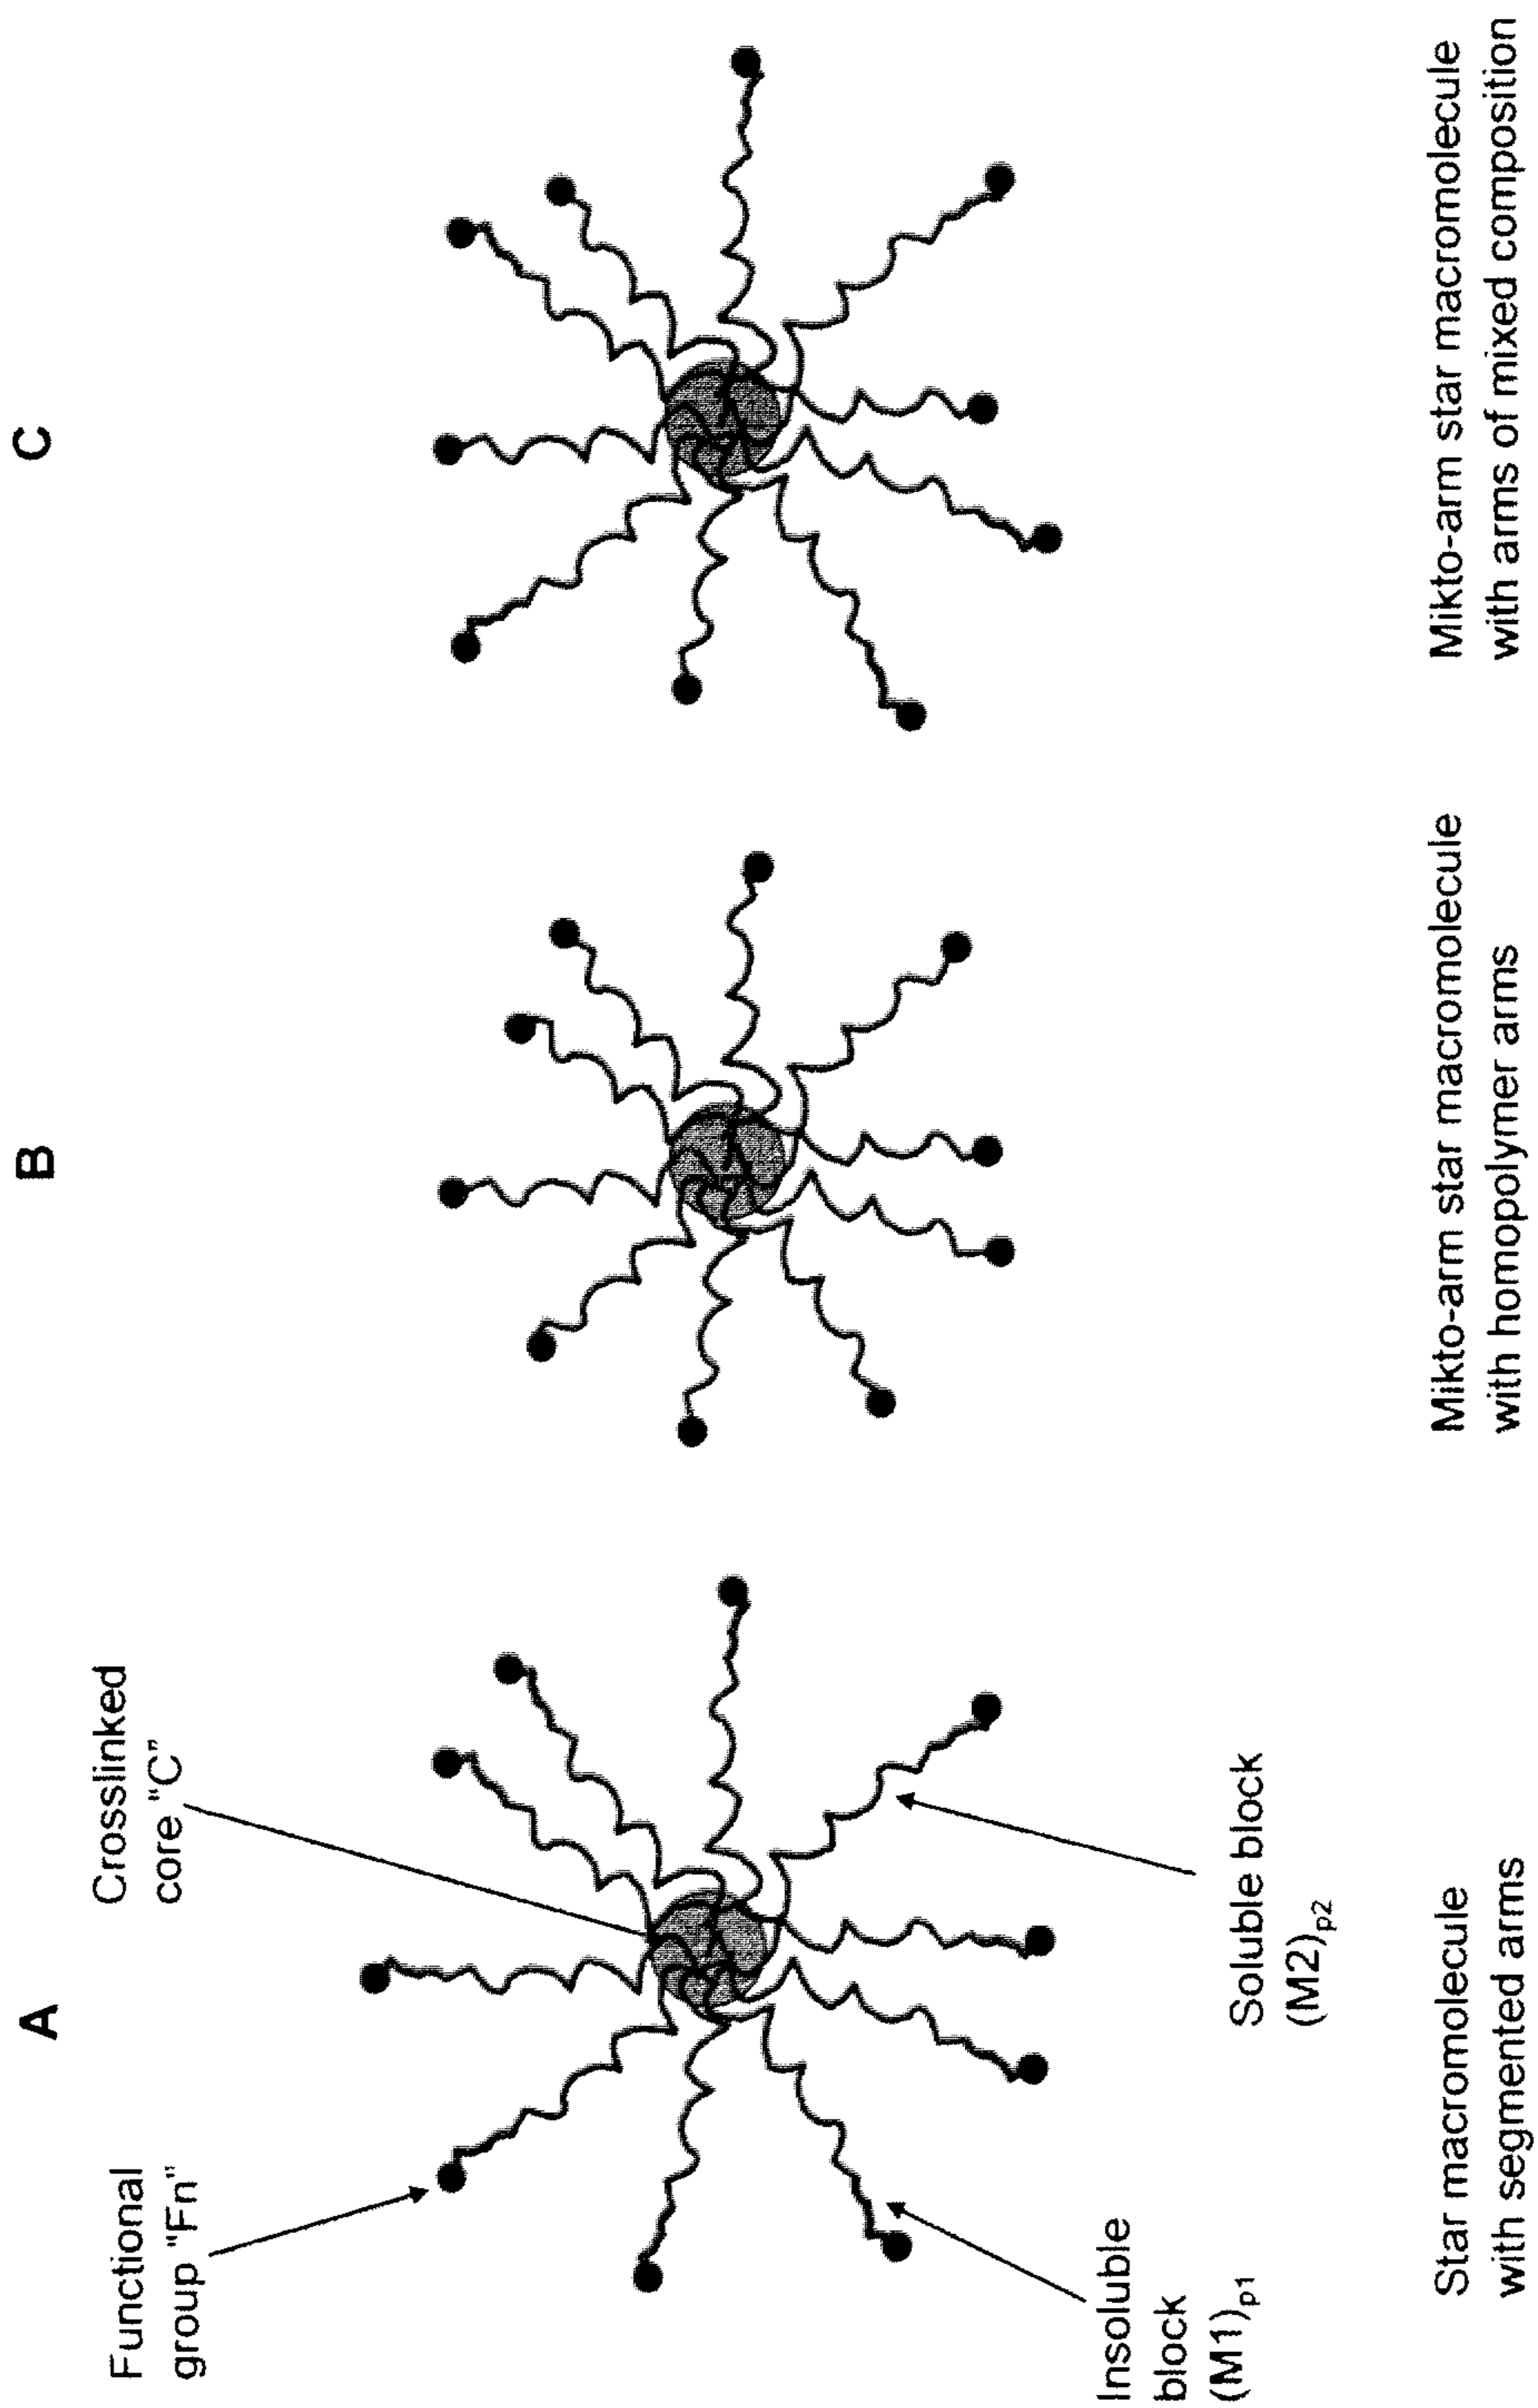 A
Functional
group "Fn"
Crosslinked
core "C"
Insoluble
block
(M1)p1
Soluble block
(M2)p2
Star macromolecule
with segmented arms
B
Mikto-arm star macromolecule
with homopolymer arms
C
Mikto-arm star macromolecule
with arms of mixed composition